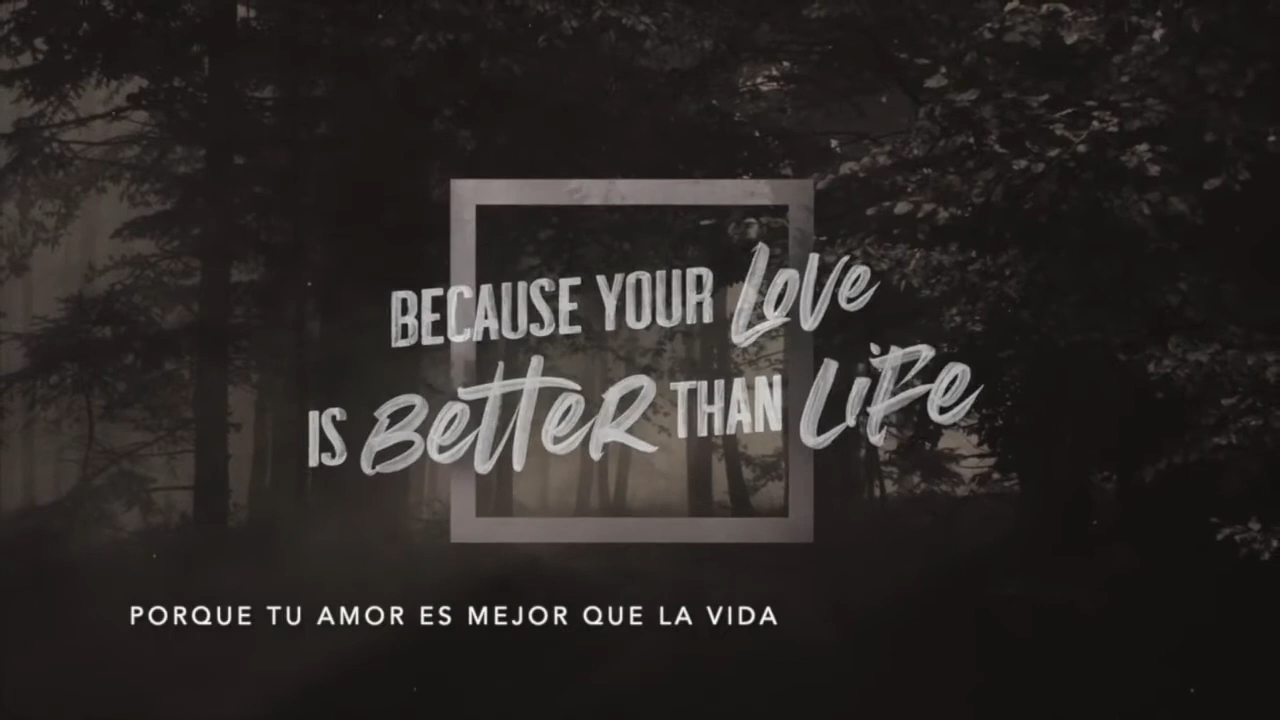 BECAUSE YOUR Love
IS BetteR THAN LiFe
PORQUE TU AMOR ES MEJOR QUE LA VIDA